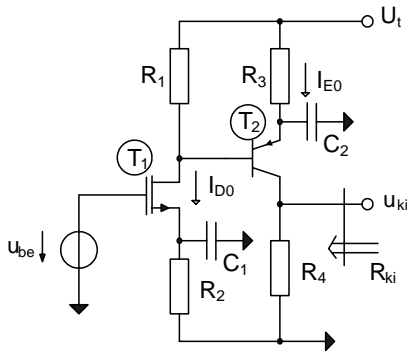 U_t
R_1
R_3
I_E0
T_2
T_1
C_2
I_D0
u_ki
u_be
C_1
R_2
R_4
R_ki